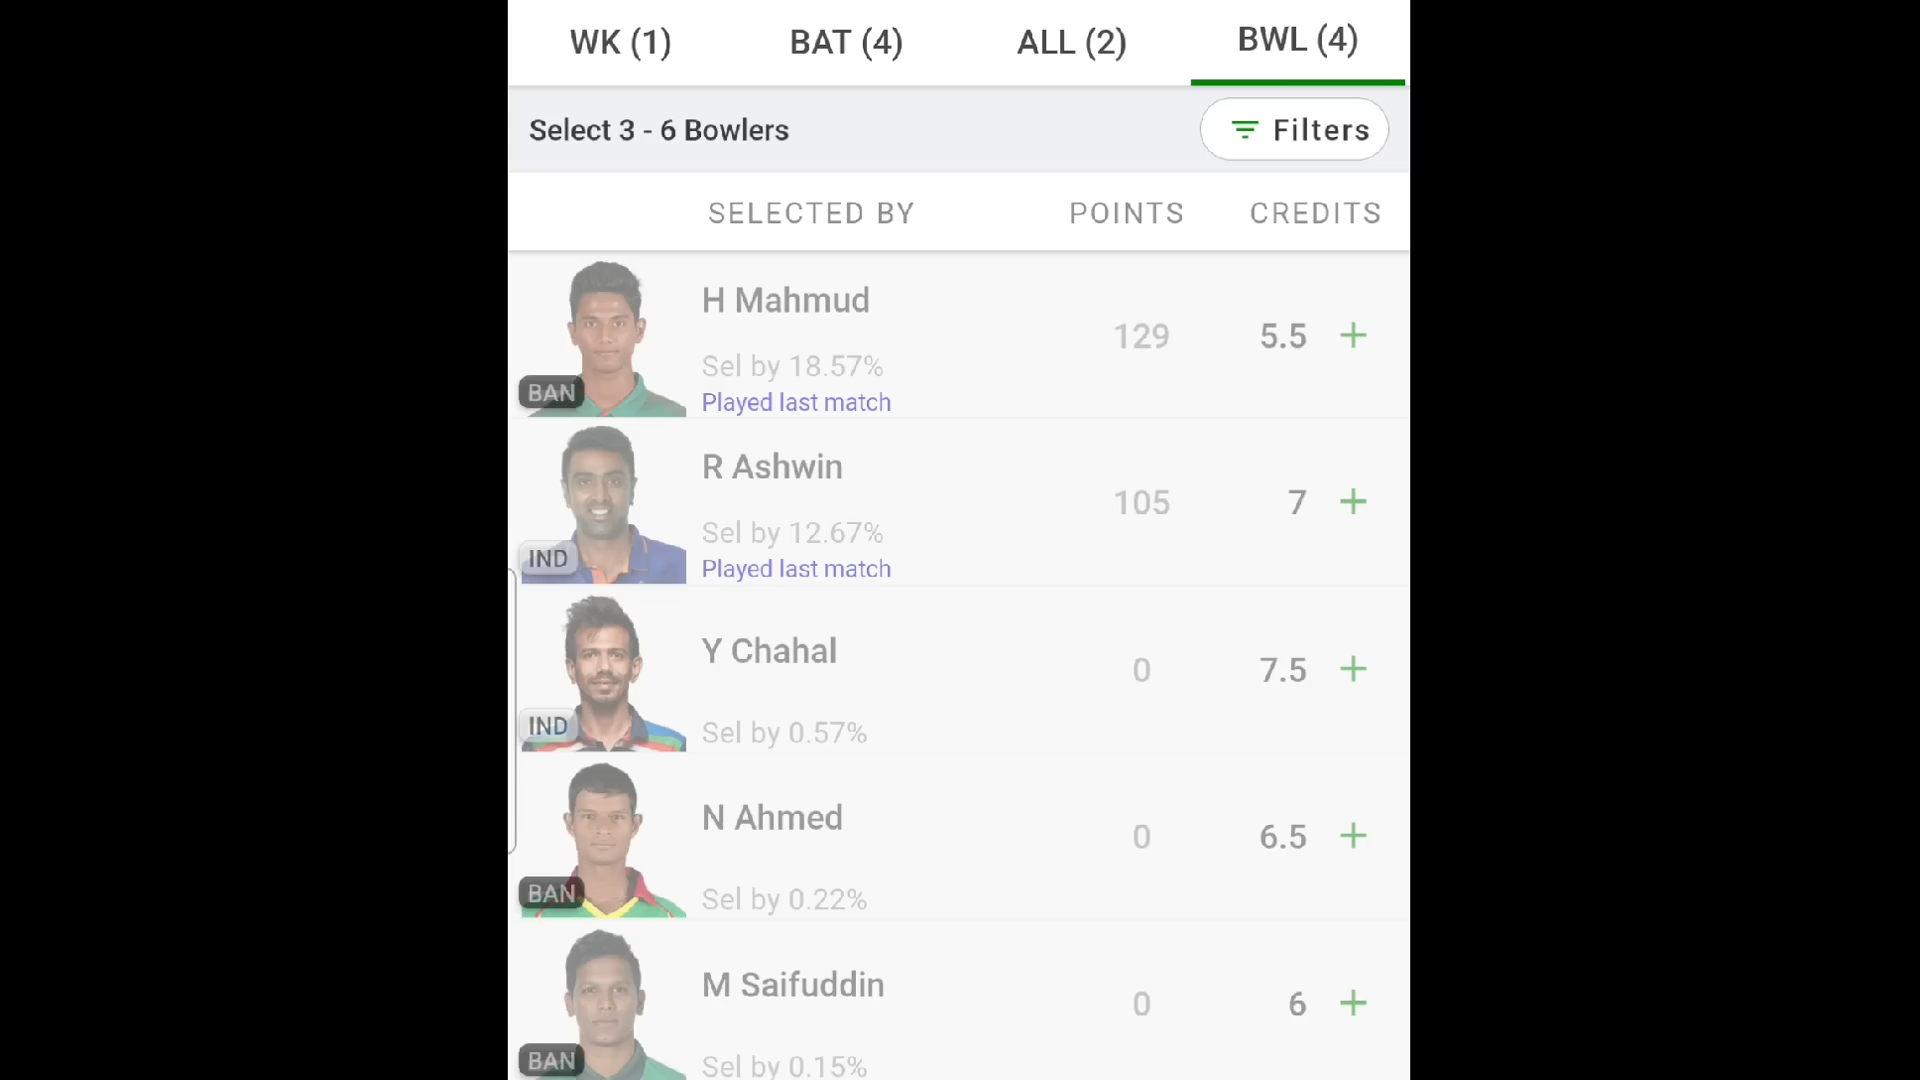 WK (1) BAT (4) ALL (2) BWL (4)
Select 3 - 6 Bowlers Filters
SELECTED BY POINTS CREDITS
H Mahmud
129 5.5 +
Sel by 18.57%
BAN
Played last match
R Ashwin
105 7 +
Sel by 12.67%
IND
Played last match
Y Chahal
0 7.5 +
IND
Sel by 0.57%
N Ahmed
0 6.5 +
BAN
Sel by 0.22%
M Saifuddin
0 6 +
BAN
Sel by 0.15%